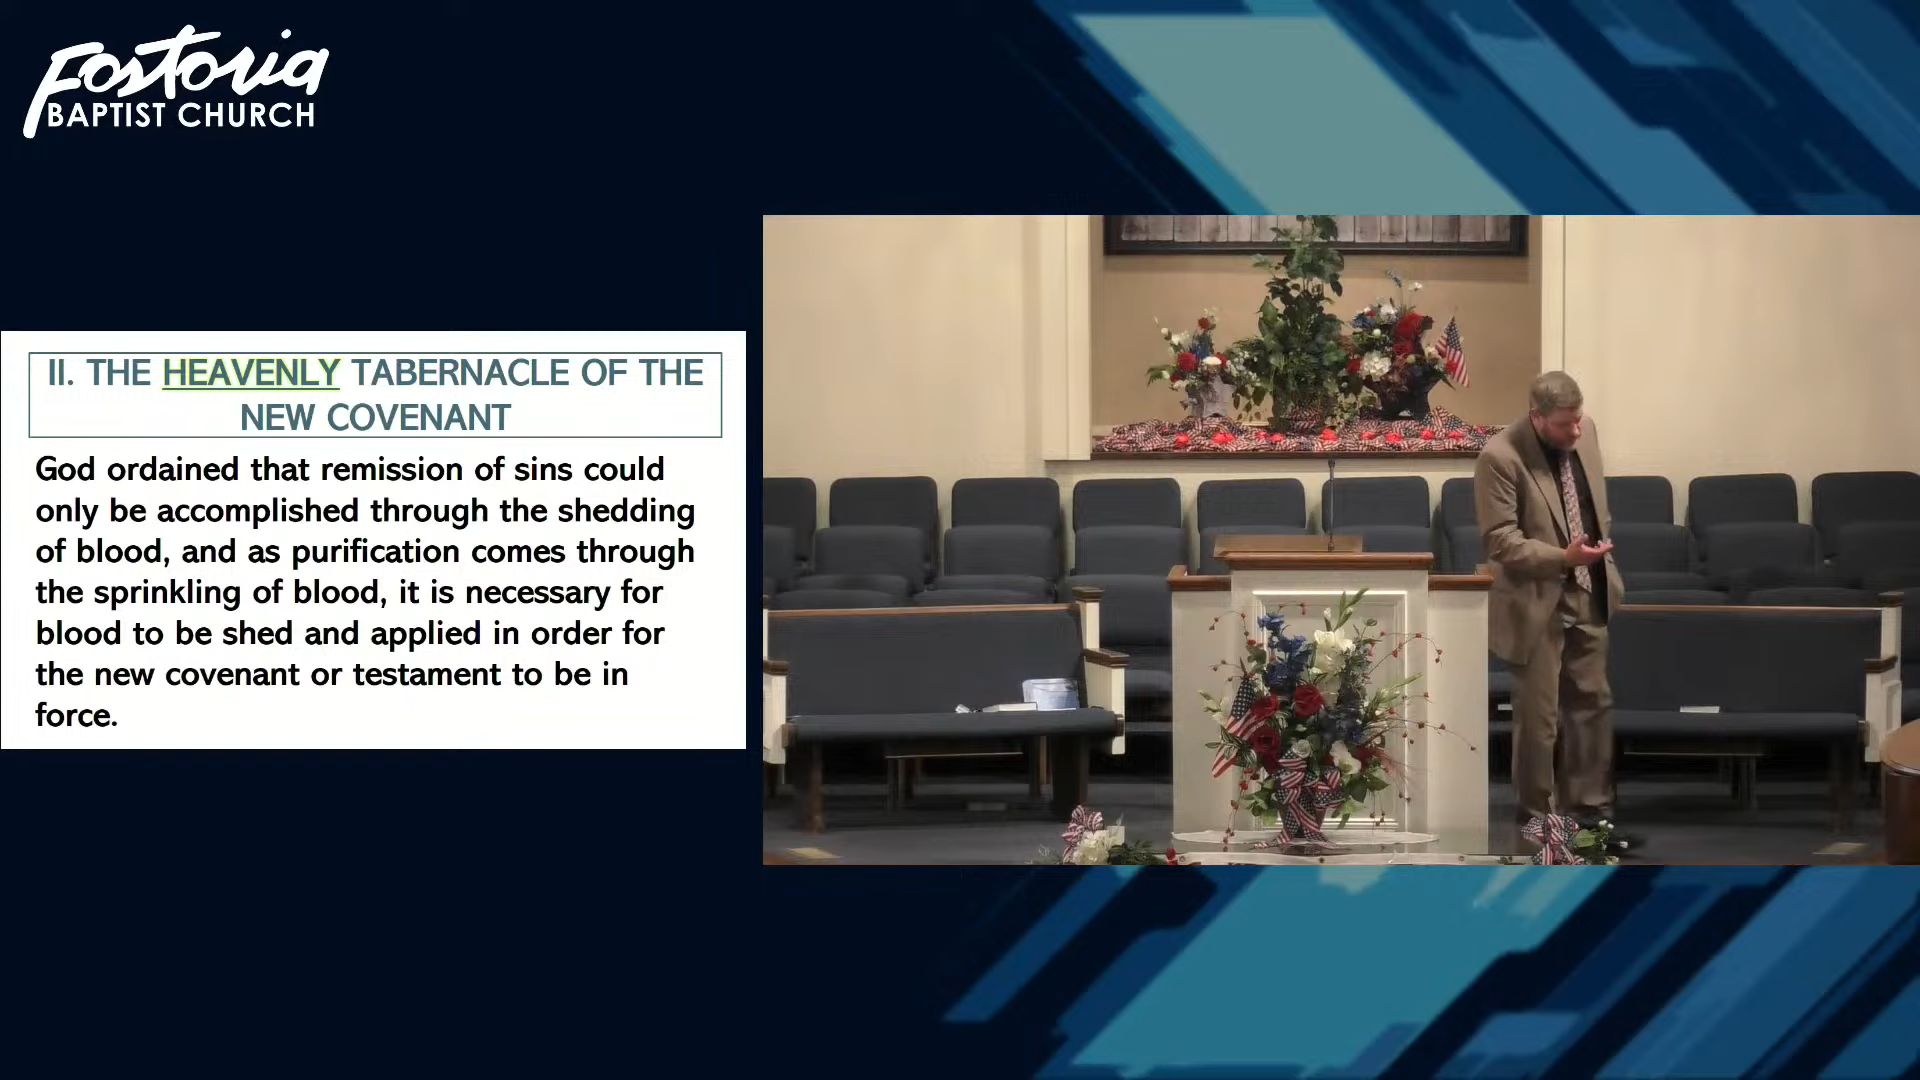 Fostoria
BAPTIST CHURCH
II. THE HEAVENLY TABERNACLE OF THE
NEW COVENANT
God ordained that remission of sins could
only be accomplished through the shedding
of blood, and as purification comes through
the sprinkling of blood, it is necessary for
blood to be shed and applied in order for
the new covenant or testament to be in
force.